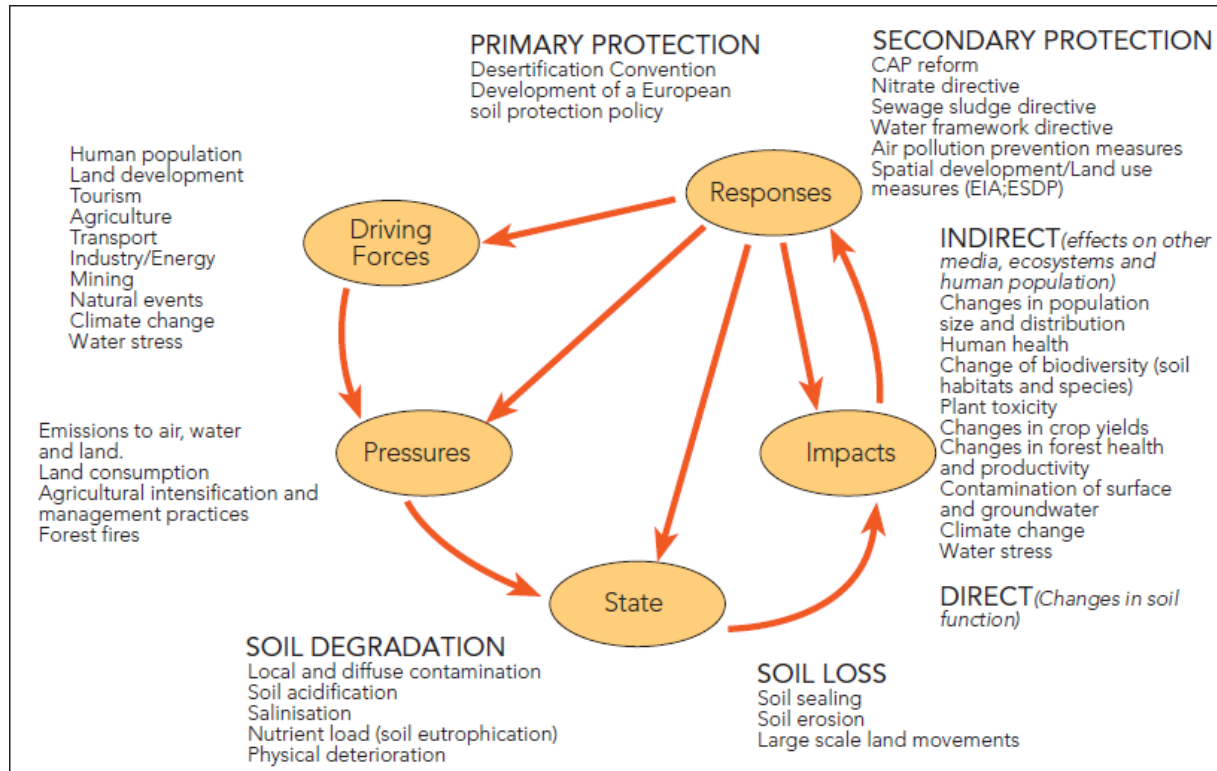 PRIMARY PROTECTION
Desertification Convention
Development of a European
soil protection policy
SECONDARY PROTECTION
CAP reform
Nitrate directive
Sewage sludge directive
Water framework directive
Air pollution prevention measures
Spatial development/Land use
measures (EIA;ESDP)
Human population
Land development
Tourism
Agriculture
Transport
Industry/Energy
Mining
Natural events
Climate change
Water stress
Driving
Forces
Responses
INDIRECT(effects on other
media, ecosystems and
human population)
Changes in population
size and distribution
Human health
Change of biodiversity (soil
habitats and species)
Plant toxicity
Changes in crop yields
Changes in forest health
and productivity
Contamination of surface
and groundwater
Climate change
Water stress
Emissions to air, water
and land.
Land consumption
Agricultural intensification and
management practices
Forest fires
Pressures
Impacts
State
DIRECT(Changes in soil
function)
SOIL DEGRADATION
Local and diffuse contamination
Soil acidification
Salinisation
Nutrient load (soil eutrophication)
Physical deterioration
SOIL LOSS
Soil sealing
Soil erosion
Large scale land movements